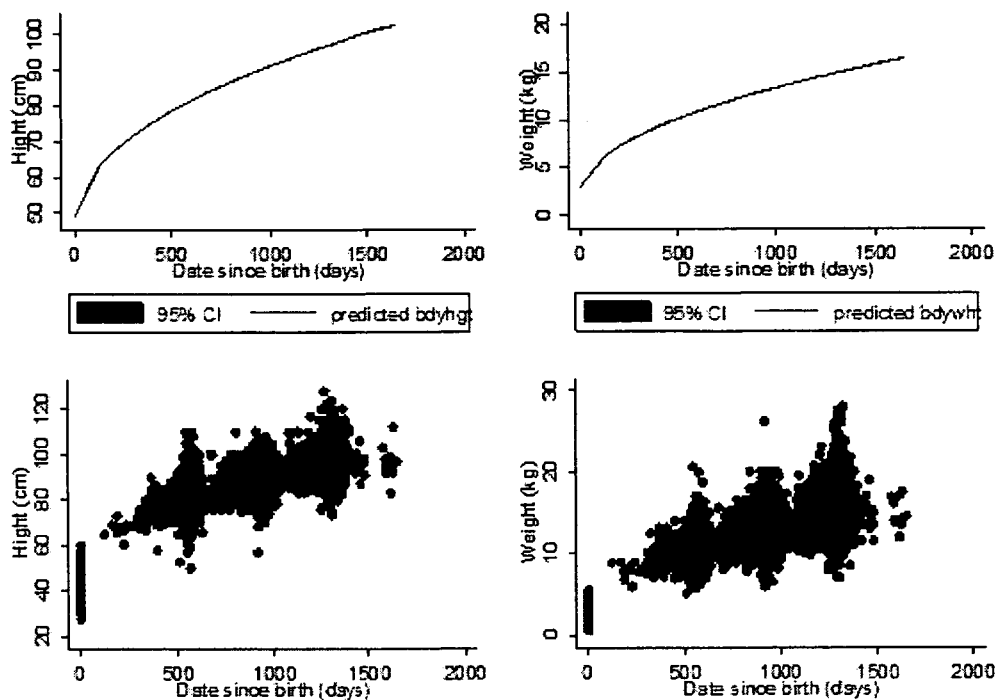 Hight (cm)
50 60 70 80 90 100
0 500 1000 1500 2000
Date since birth (days)
95% CI predicted bdyhgt
Weight (kg)
0 5 10 15 20
0 500 1000 1500 2000
Date since birth (days)
95% CI predicted bdywht
Hight (cm)
20 40 60 80 100 120
0 500 1000 1500 2000
Date since birth (days)
Weight (kg)
0 10 20 30
0 500 1000 1500 2000
Date since birth (days)